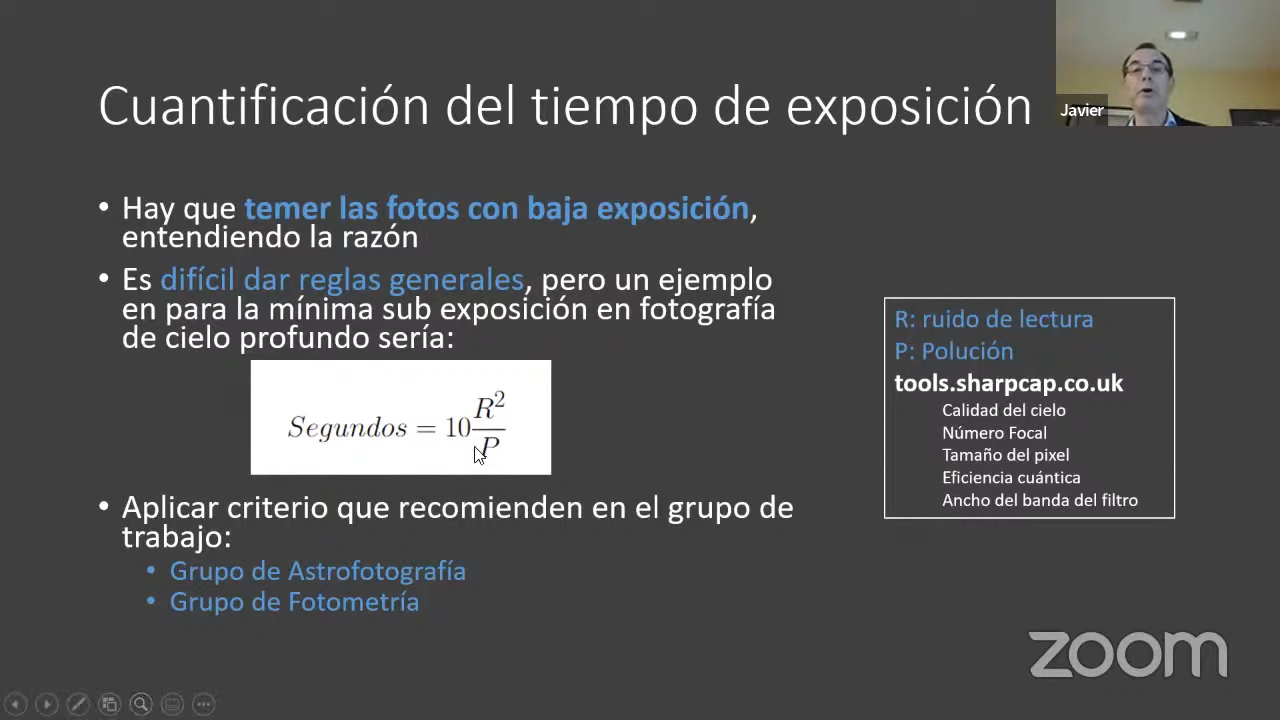 Cuantificación del tiempo de exposición
Javier
• Hay que temer las fotos con baja exposición,
entendiendo la razón
• Es difícil dar reglas generales, pero un ejemplo
en para la mínima sub exposición en fotografía
de cielo profundo sería:
Segundos = 10 R² / P
• Aplicar criterio que recomienden en el grupo de
trabajo:
• Grupo de Astrofotografía
• Grupo de Fotometría
R: ruido de lectura
P: Polución
tools.sharpcap.co.uk
Calidad del cielo
Número Focal
Tamaño del pixel
Eficiencia cuántica
Ancho del banda del filtro
zoom